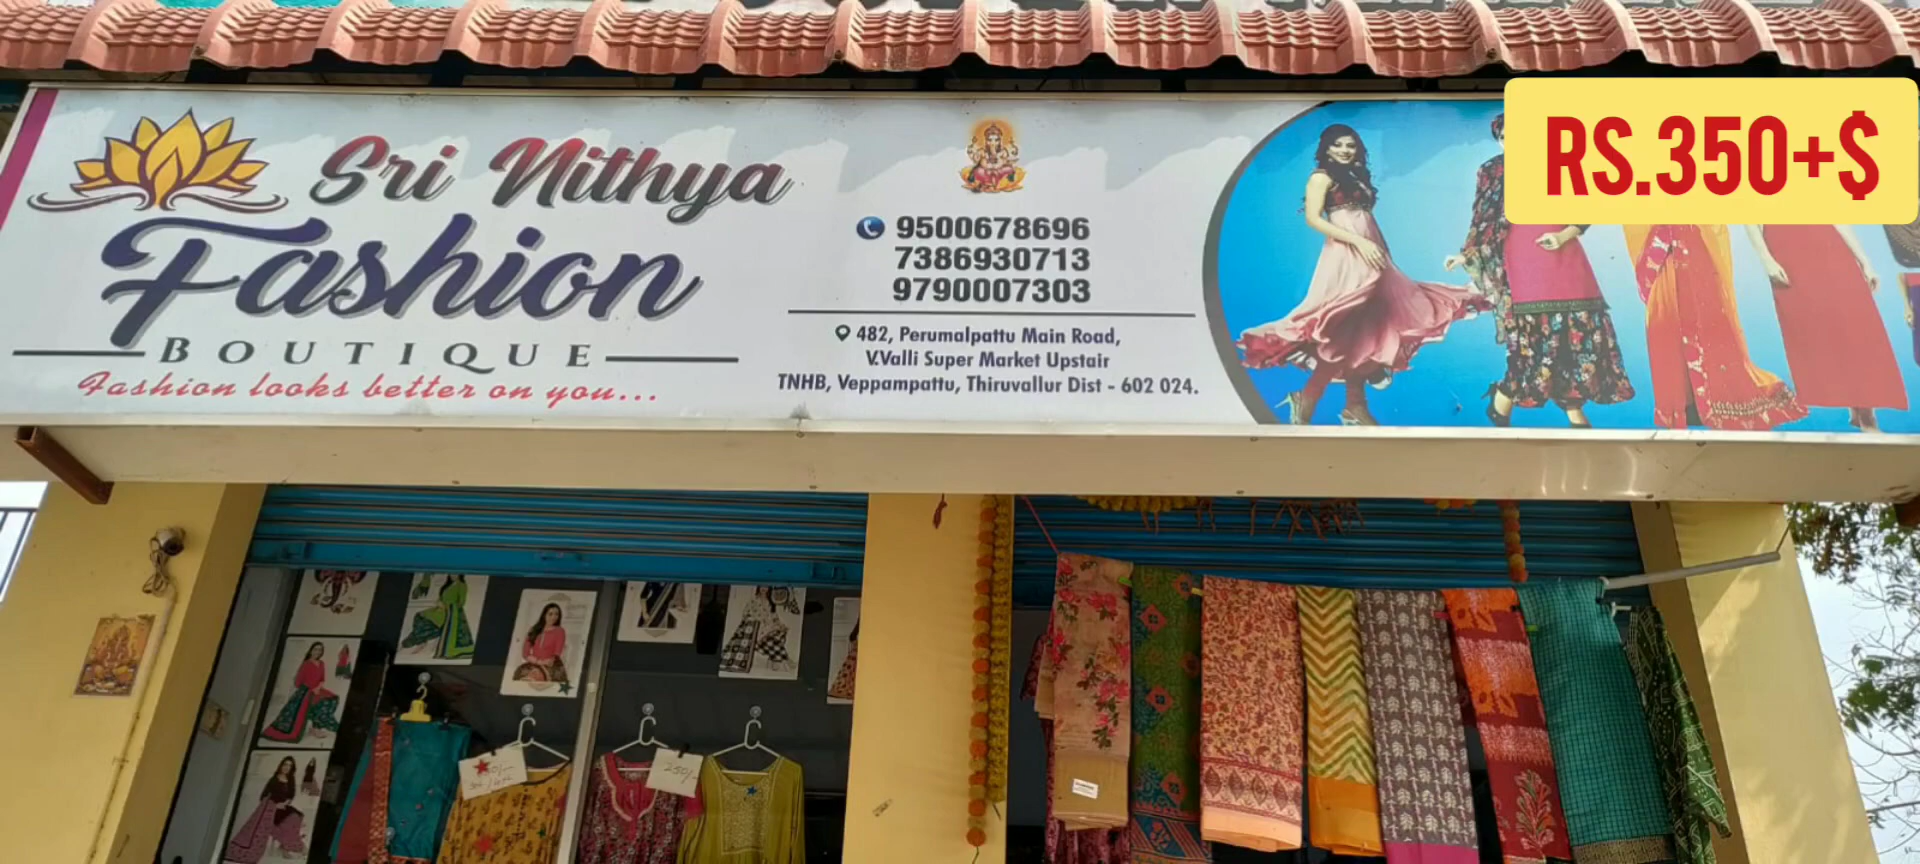 Sri Nithya
Fashion
BOUTIQUE
Fashion looks better on you...
9500678696
7386930713
9790007303
482, Perumalpattu Main Road,
V.Valli Super Market Upstair
TNHB, Veppampattu, Thiruvallur Dist - 602 024.
RS.350+$
250/-